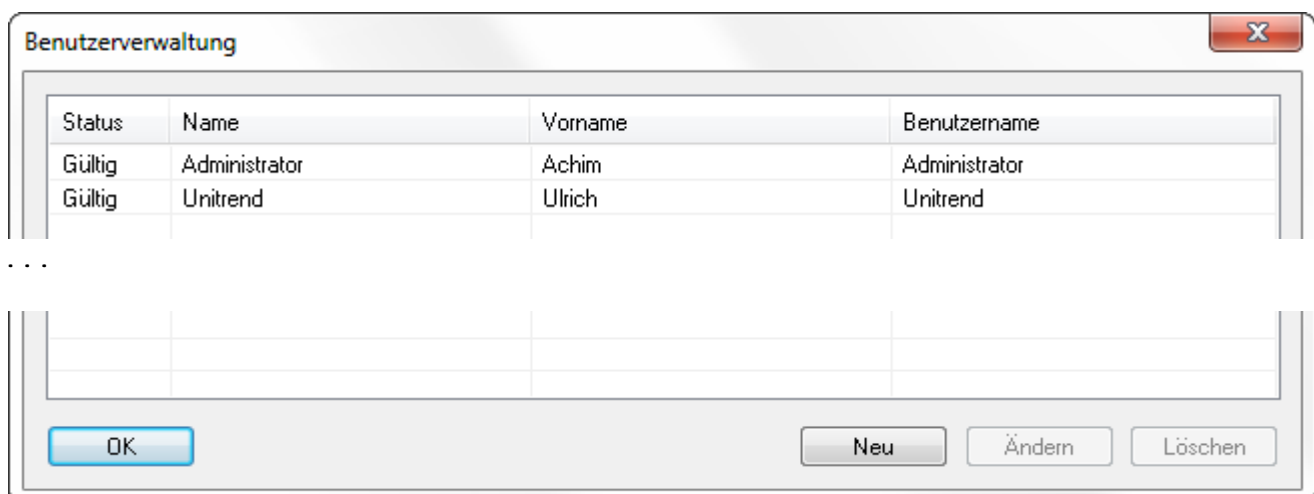 Benutzerverwaltung
Status Name Vorname Benutzername
Gültig Administrator Achim Administrator
Gültig Unitrend Ulrich Unitrend
. . .
OK Neu Ändern Löschen